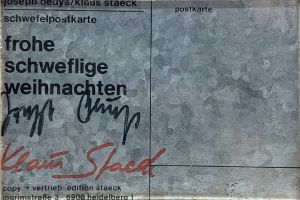 joseph beuys/klaus staeck
schwefelpostkarte
postkarte
frohe
schweflige
weihnachten
Joseph Beuys
Klaus Staeck
copy. + vertrieb: edition staeck
ingrimstraße 3 · 6900 heidelberg 1